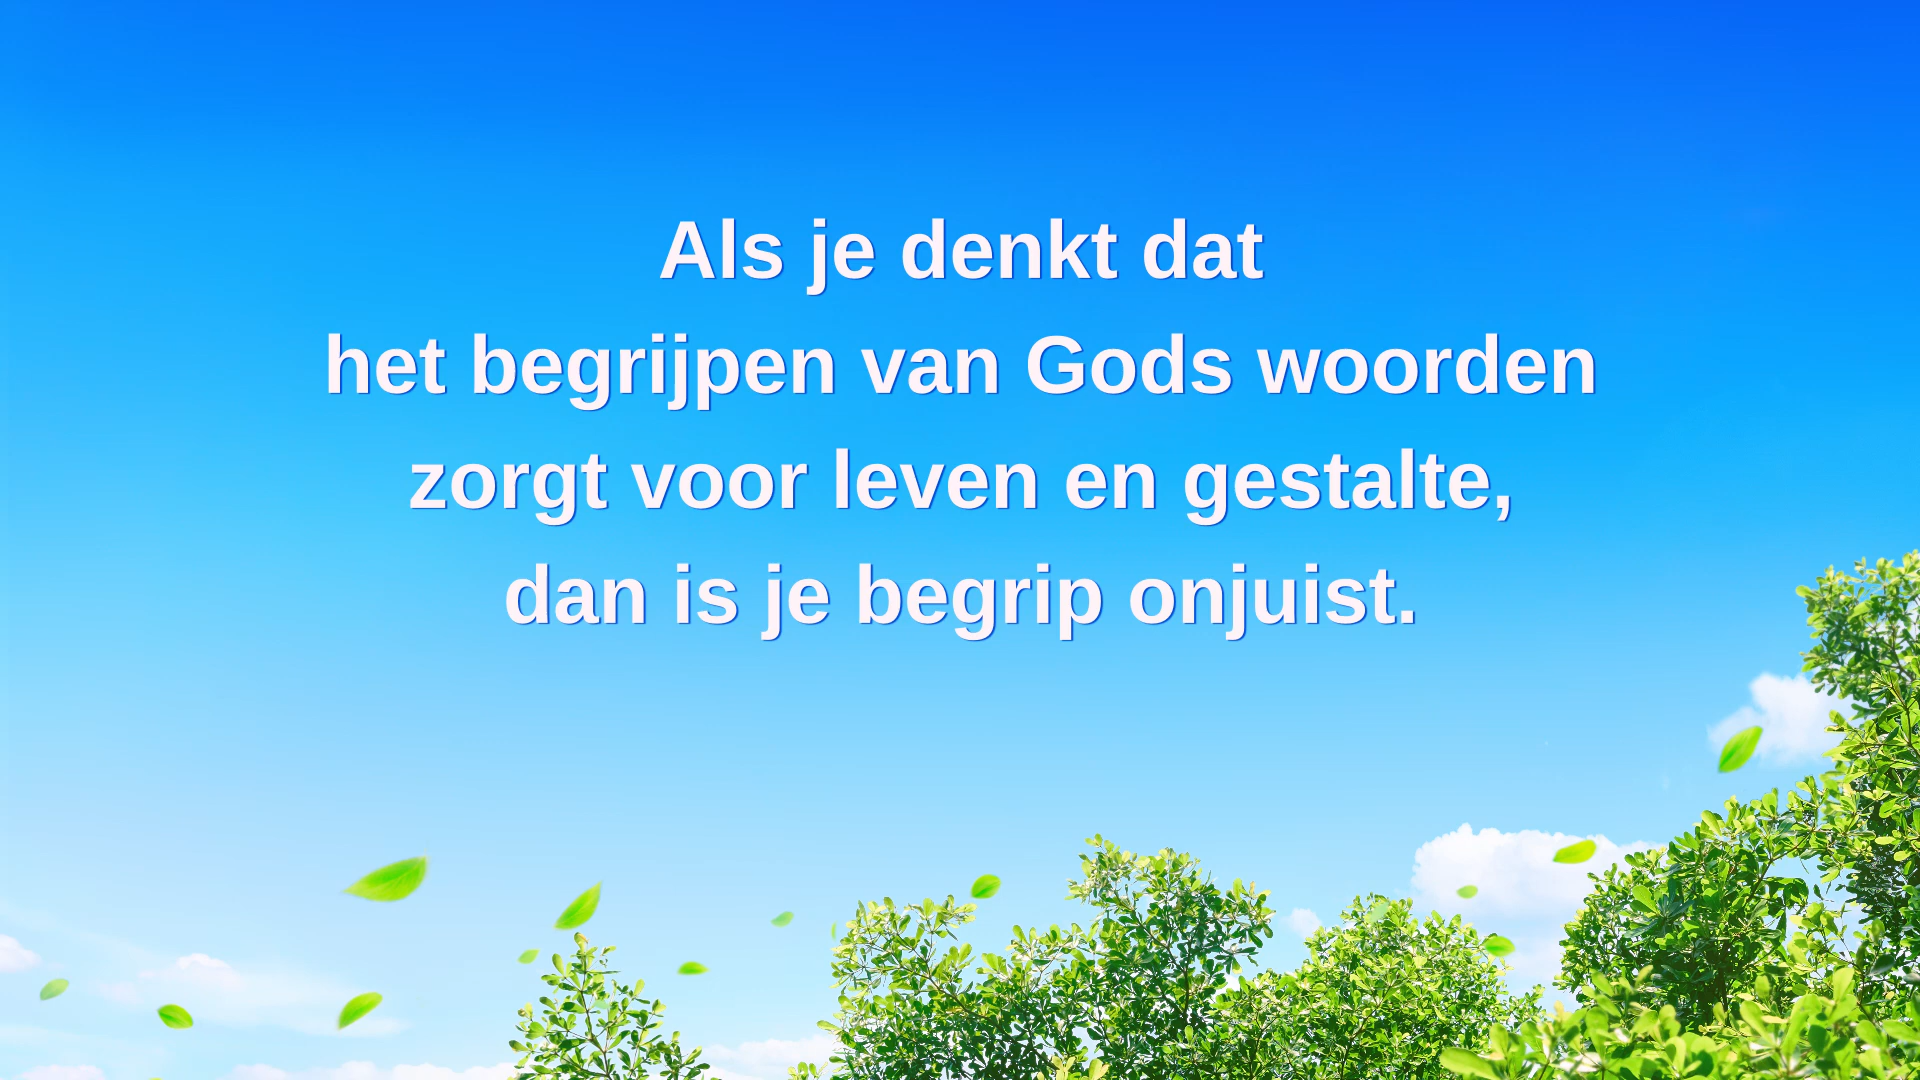 Als je denkt dat
het begrijpen van Gods woorden
zorgt voor leven en gestalte,
dan is je begrip onjuist.